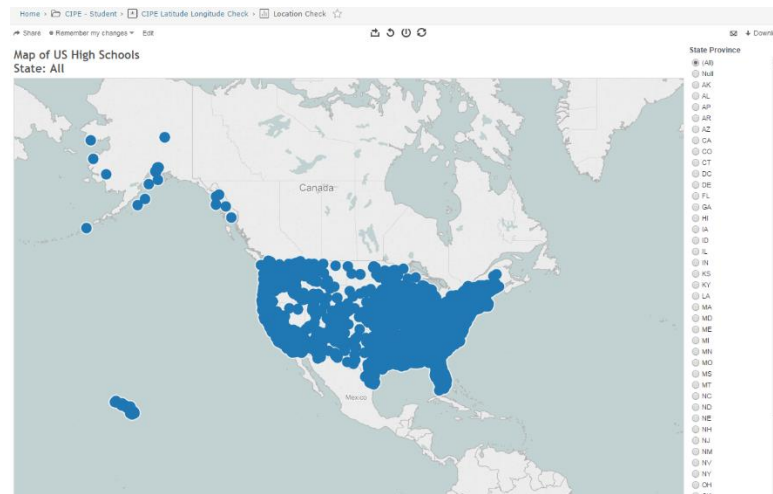 Home › CIPE - Student › CIPE Latitude Longitude Check › Location Check
Share Remember my changes Edit
Downl
Map of US High Schools
State: All
Canada
Mexico
State Province
(All)
Null
AK
AL
AP
AR
AZ
CA
CO
CT
DC
DE
FL
GA
HI
IA
ID
IL
IN
KS
KY
LA
MA
MD
ME
MI
MN
MO
MS
MT
NC
ND
NE
NH
NJ
NM
NV
NY
OH